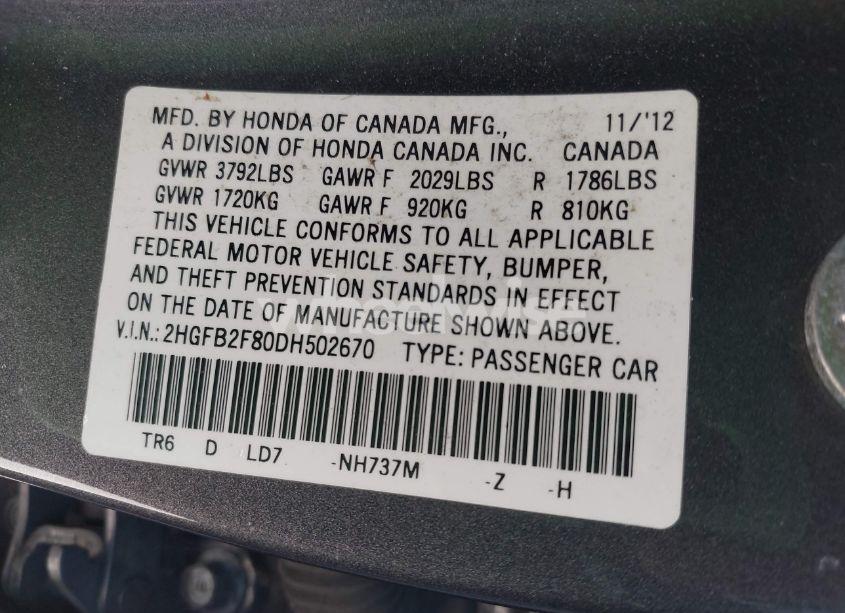 MFD. BY HONDA OF CANADA MFG., 11/'12
A DIVISION OF HONDA CANADA INC. CANADA
GVWR 3792LBS GAWR F 2029LBS R 1786LBS
GVWR 1720KG GAWR F 920KG R 810KG
THIS VEHICLE CONFORMS TO ALL APPLICABLE
FEDERAL MOTOR VEHICLE SAFETY, BUMPER,
AND THEFT PREVENTION STANDARDS IN EFFECT
ON THE DATE OF MANUFACTURE SHOWN ABOVE.
V.I.N.: 2HGFB2F80DH502670 TYPE: PASSENGER CAR
TR6 D LD7 -NH737M -Z -H